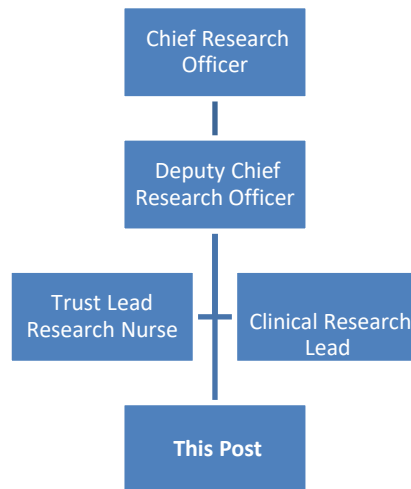 Chief Research
Officer
Deputy Chief
Research Officer
Trust Lead
Research Nurse
Clinical Research
Lead
This Post